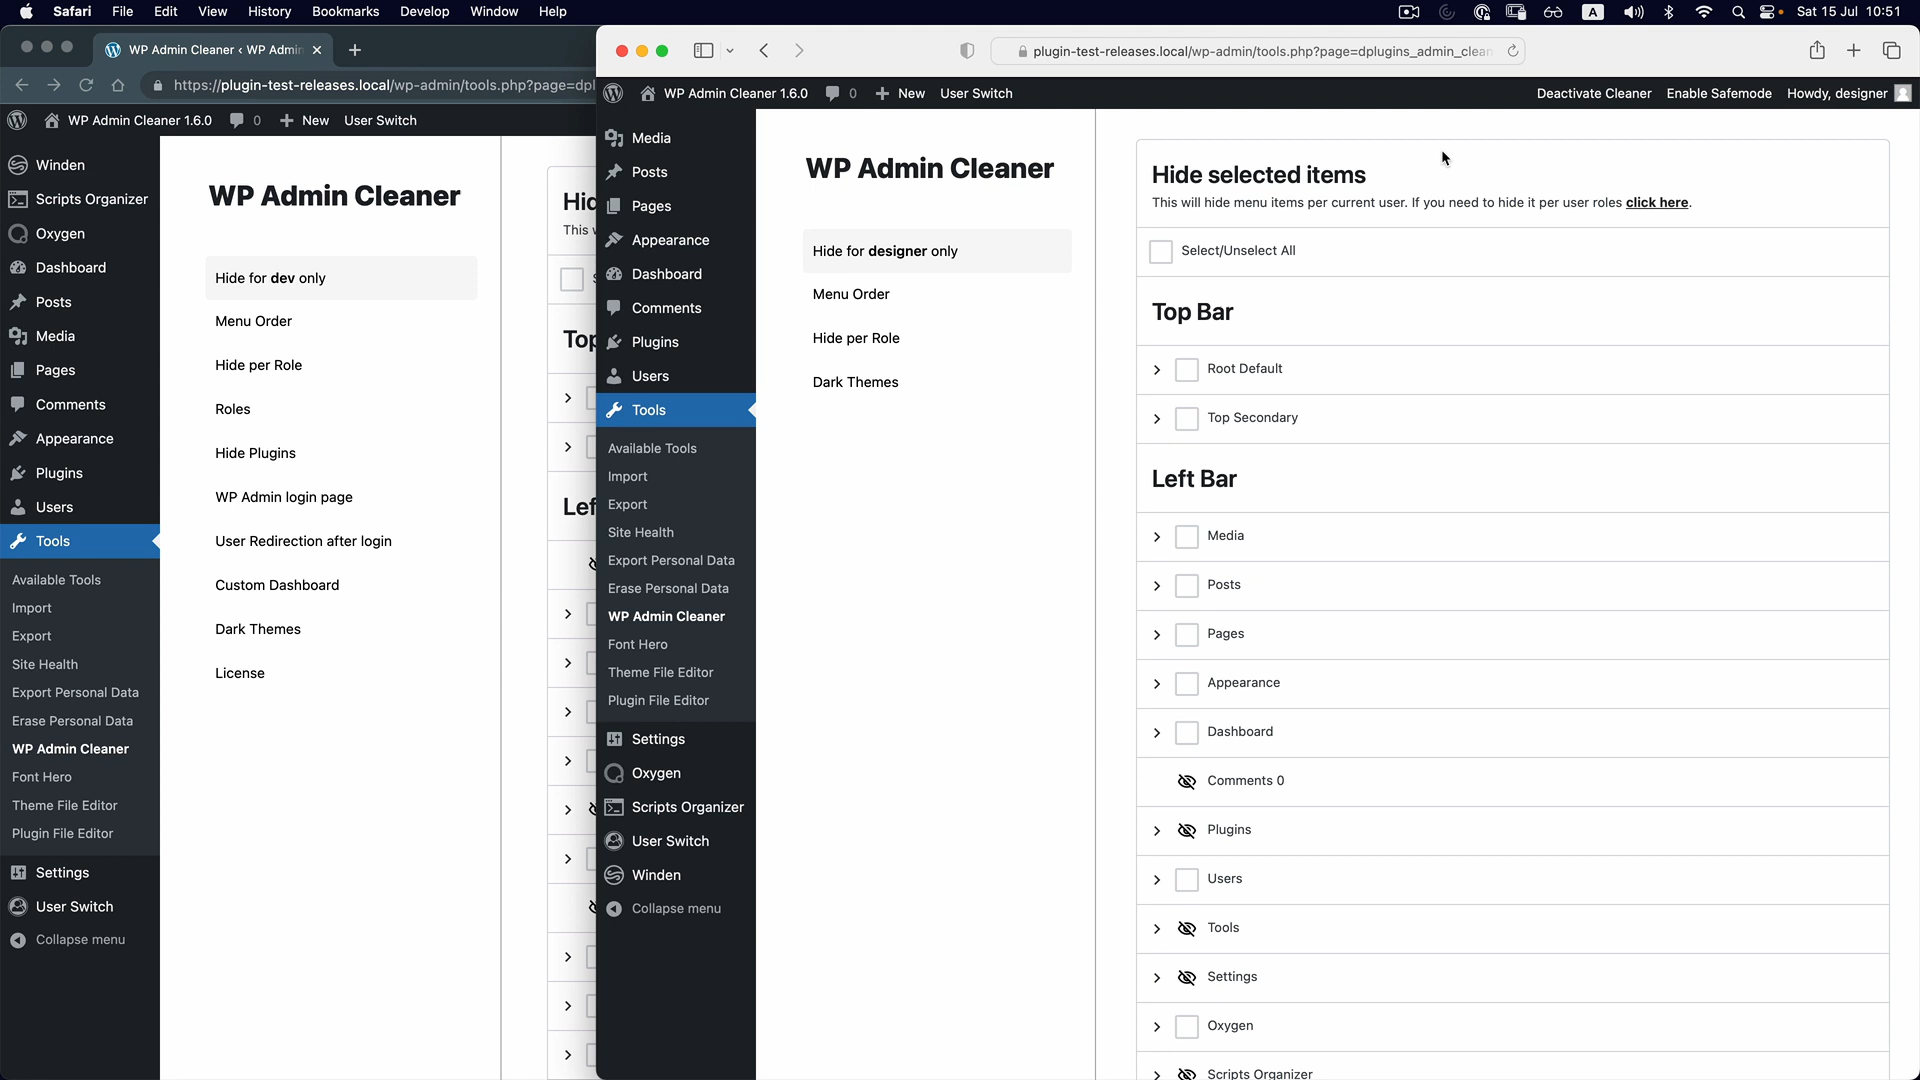 Safari File Edit View History Bookmarks Develop Window Help
A Sat 15 Jul 10:51
WP Admin Cleaner ‹ WP Admin
https://plugin-test-releases.local/wp-admin/tools.php?page=dpl
WP Admin Cleaner 1.6.0 0 New User Switch
Winden
Scripts Organizer
Oxygen
Dashboard
Posts
Media
Pages
Comments
Appearance
Plugins
Users
Tools
Available Tools
Import
Export
Site Health
Export Personal Data
Erase Personal Data
WP Admin Cleaner
Font Hero
Theme File Editor
Plugin File Editor
Settings
User Switch
Collapse menu
WP Admin Cleaner
Hide for dev only
Menu Order
Hide per Role
Roles
Hide Plugins
WP Admin login page
User Redirection after login
Custom Dashboard
Dark Themes
License
Hid
This
Top
Lef
plugin-test-releases.local/wp-admin/tools.php?page=dplugins_admin_clean
WP Admin Cleaner 1.6.0 0 New User Switch
Deactivate Cleaner Enable Safemode Howdy, designer
Media
Posts
Pages
Appearance
Dashboard
Comments
Plugins
Users
Tools
Available Tools
Import
Export
Site Health
Export Personal Data
Erase Personal Data
WP Admin Cleaner
Font Hero
Theme File Editor
Plugin File Editor
Settings
Oxygen
Scripts Organizer
User Switch
Winden
Collapse menu
WP Admin Cleaner
Hide for designer only
Menu Order
Hide per Role
Dark Themes
Hide selected items
This will hide menu items per current user. If you need to hide it per user roles click here.
Select/Unselect All
Top Bar
Root Default
Top Secondary
Left Bar
Media
Posts
Pages
Appearance
Dashboard
Comments 0
Plugins
Users
Tools
Settings
Oxygen
Scripts Organizer